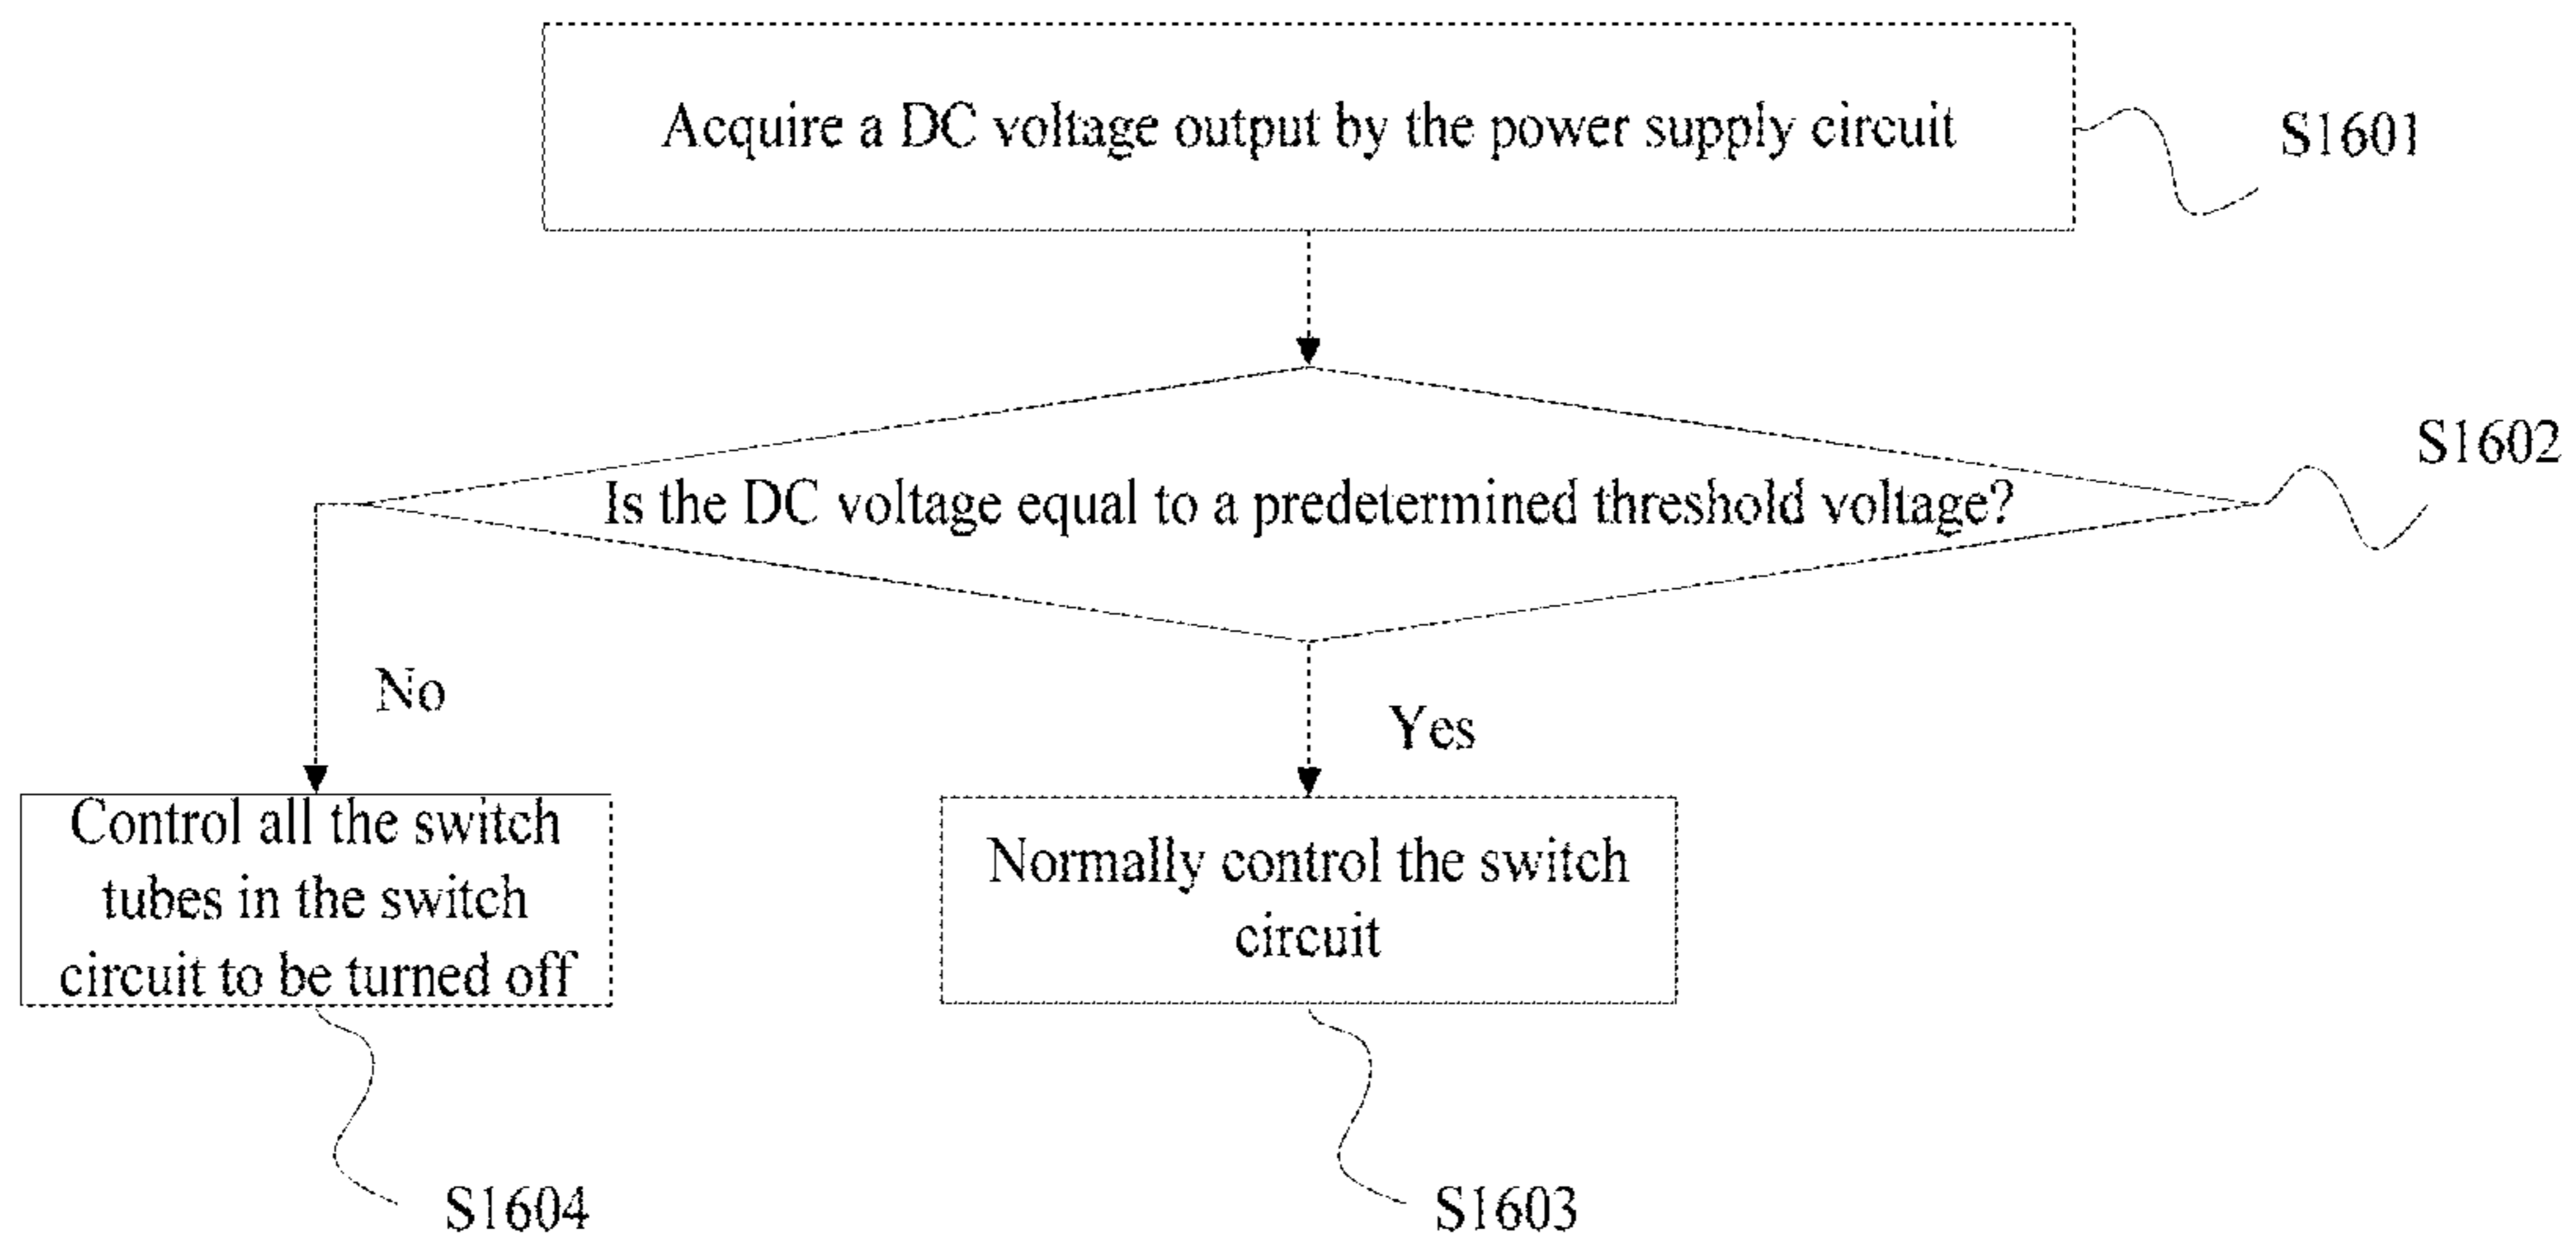 Acquire a DC voltage output by the power supply circuit
S1601
S1602
Is the DC voltage equal to a predetermined threshold voltage?
No
Yes
Control all the switch
tubes in the switch
circuit to be turned off
Normally control the switch
circuit
S1604
S1603